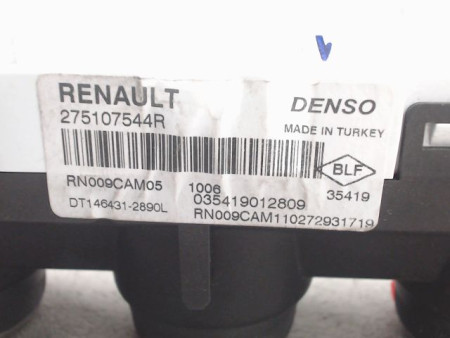 RENAULT DENSO
275107544R MADE IN TURKEY
BLF
RN009CAM05 1006 35419
035419012809
DT146431-2890L RN009CAM110272931719